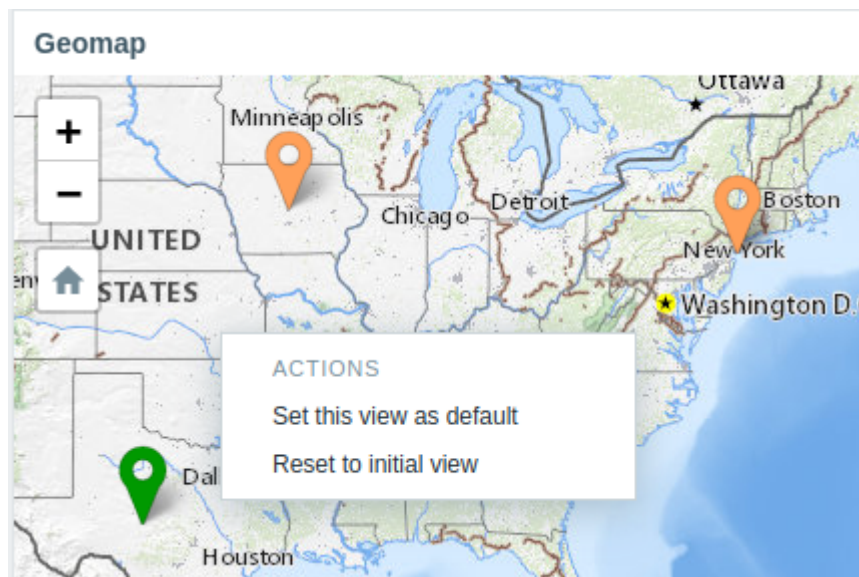 Geomap
Ottawa
+
Minneapolis
−
Boston
Detroit
Chicago
UNITED
New York
STATES
Washington D.
ACTIONS
Set this view as default
Reset to initial view
Dal
Houston